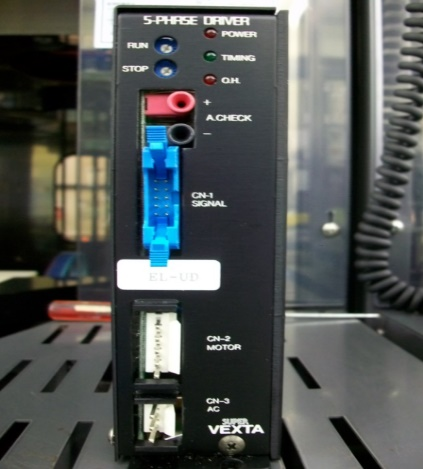 5-PHASE DRIVER
RUN
POWER
TIMING
STOP
O.H.
+
A.CHECK
−
CN-1
SIGNAL
EL-UD
CN-2
MOTOR
CN-3
AC
SUPER
VEXTA